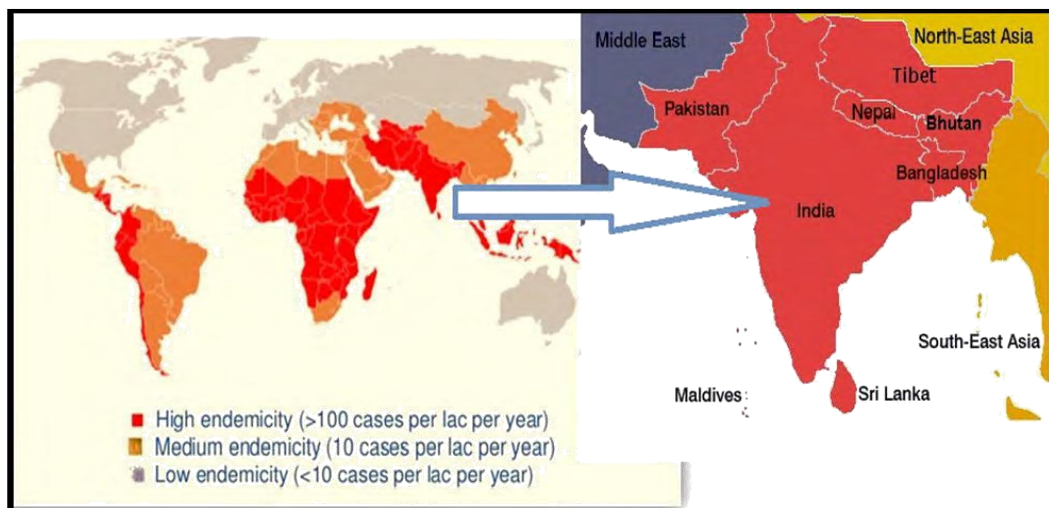 Middle East
North-East Asia
Tibet
Pakistan
Nepal
Bhutan
Bangladesh
India
South-East Asia
Maldives
Sri Lanka
High endemicity (>100 cases per lac per year)
Medium endemicity (10 cases per lac per year)
Low endemicity (<10 cases per lac per year)